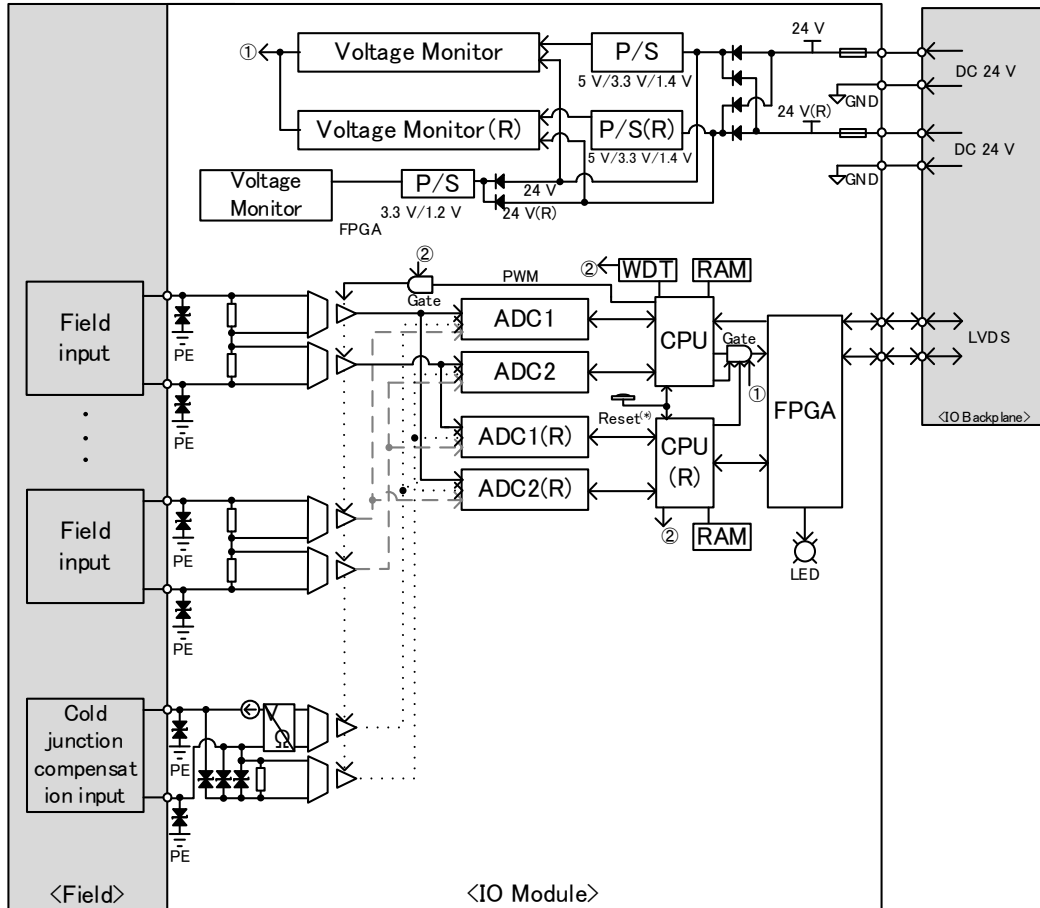 ①
Voltage Monitor
P/S
5 V/3.3 V/1.4 V
24 V
DC 24 V
GND
Voltage Monitor(R)
P/S(R)
5 V/3.3 V/1.4 V
24 V(R)
DC 24 V
GND
Voltage
Monitor
P/S
3.3 V/1.2 V
FPGA
24 V
24 V(R)
②
Gate
PWM
②
WDT
RAM
Field
input
PE
PE
ADC1
ADC2
CPU
Gate
①
FPGA
LVDS
<IO Backplane>
Reset(*)
ADC1(R)
ADC2(R)
CPU
(R)
②
RAM
LED
Field
input
PE
PE
Cold
junction
compensat
ion input
PE
PE
V
Ω
<Field>
<IO Module>